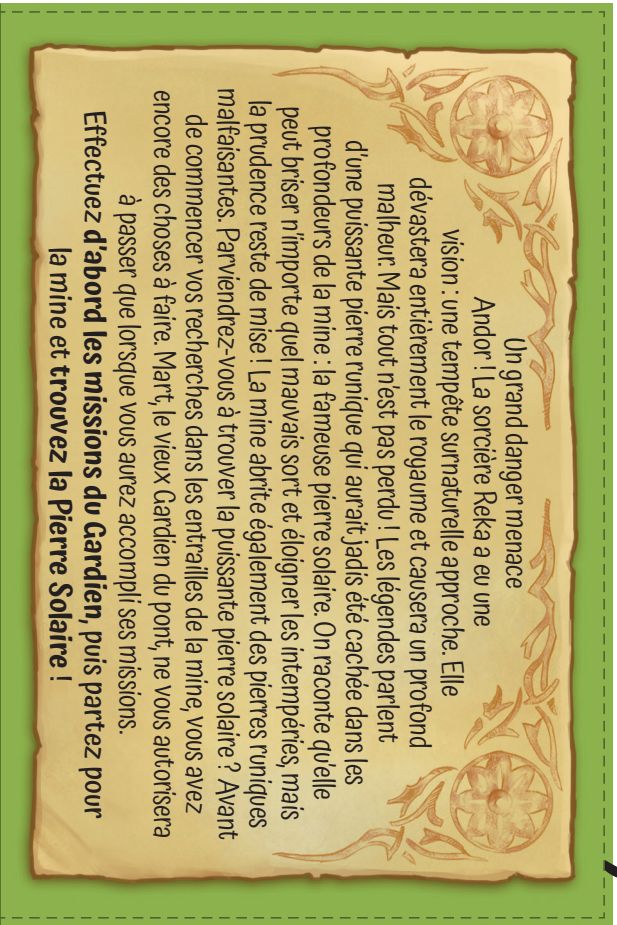 Un grand danger menace
Andor ! La sorcière Reka a eu une
vision : une tempête surnaturelle approche. Elle
dévastera entièrement le royaume et causera un profond
malheur. Mais tout n'est pas perdu ! Les légendes parlent
d'une puissante pierre runique qui aurait jadis été cachée dans les
profondeurs de la mine : la fameuse pierre solaire. On raconte qu'elle
peut briser n'importe quel mauvais sort et éloigner les intempéries, mais
la prudence reste de mise ! La mine abrite également des pierres runiques
malfaisantes. Parviendrez-vous à trouver la puissante pierre solaire ? Avant
de commencer vos recherches dans les entrailles de la mine, vous avez
encore des choses à faire. Mart, le vieux Gardien du pont, ne vous autorisera
à passer que lorsque vous aurez accompli ses missions.
Effectuez d'abord les missions du Gardien, puis partez pour
la mine et trouvez la Pierre Solaire !